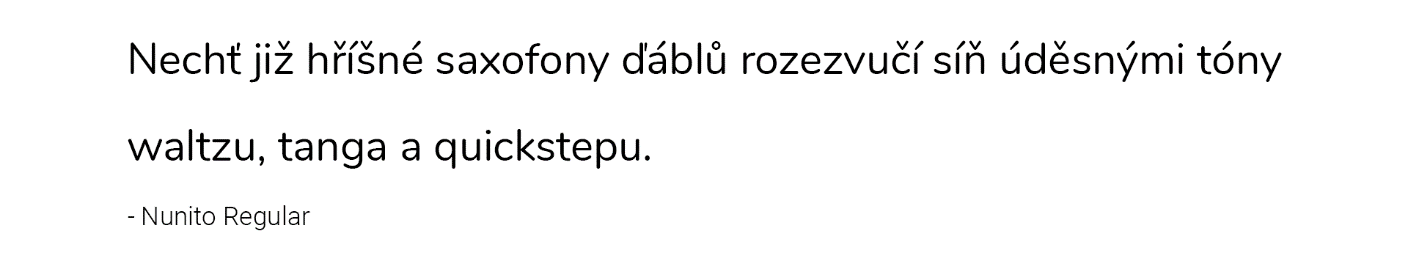 Nechť již hříšné saxofony ďáblů rozezvučí síň úděsnými tóny
waltzu, tanga a quickstepu.
- Nunito Regular